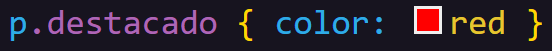 p.destacado { color: red }